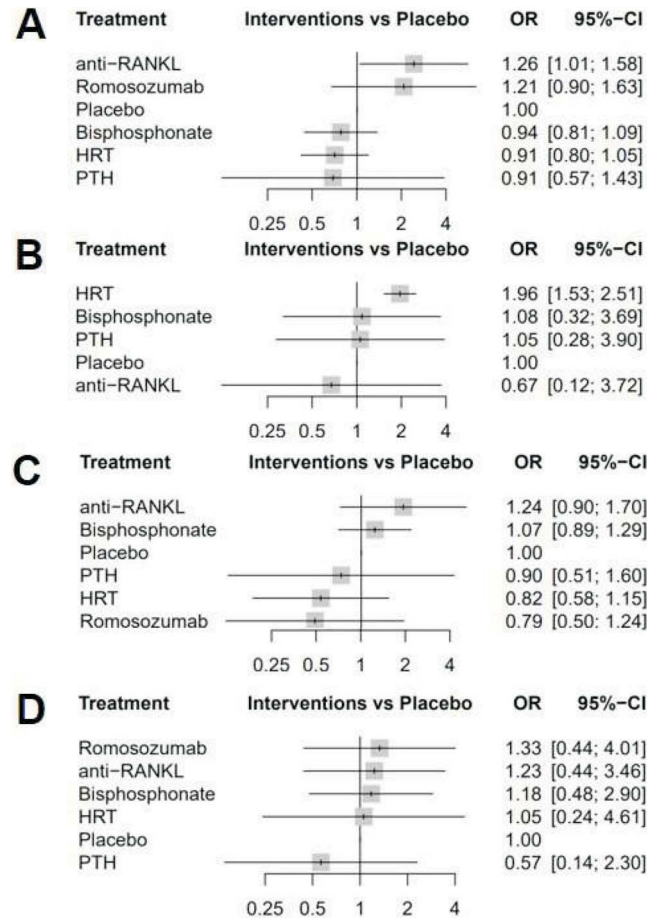 A Treatment Interventions vs Placebo OR 95%−CI
anti−RANKL 1.26 [1.01; 1.58]
Romosozumab 1.21 [0.90; 1.63]
Placebo 1.00
Bisphosphonate 0.94 [0.81; 1.09]
HRT 0.91 [0.80; 1.05]
PTH 0.91 [0.57; 1.43]
0.25 0.5 1 2 4
B Treatment Interventions vs Placebo OR 95%−CI
HRT 1.96 [1.53; 2.51]
Bisphosphonate 1.08 [0.32; 3.69]
PTH 1.05 [0.28; 3.90]
Placebo 1.00
anti−RANKL 0.67 [0.12; 3.72]
0.25 0.5 1 2 4
C Treatment Interventions vs Placebo OR 95%−CI
anti−RANKL 1.24 [0.90; 1.70]
Bisphosphonate 1.07 [0.89; 1.29]
Placebo 1.00
PTH 0.90 [0.51; 1.60]
HRT 0.82 [0.58; 1.15]
Romosozumab 0.79 [0.50; 1.24]
0.25 0.5 1 2 4
D Treatment Interventions vs Placebo OR 95%−CI
Romosozumab 1.33 [0.44; 4.01]
anti−RANKL 1.23 [0.44; 3.46]
Bisphosphonate 1.18 [0.48; 2.90]
HRT 1.05 [0.24; 4.61]
Placebo 1.00
PTH 0.57 [0.14; 2.30]
0.25 0.5 1 2 4